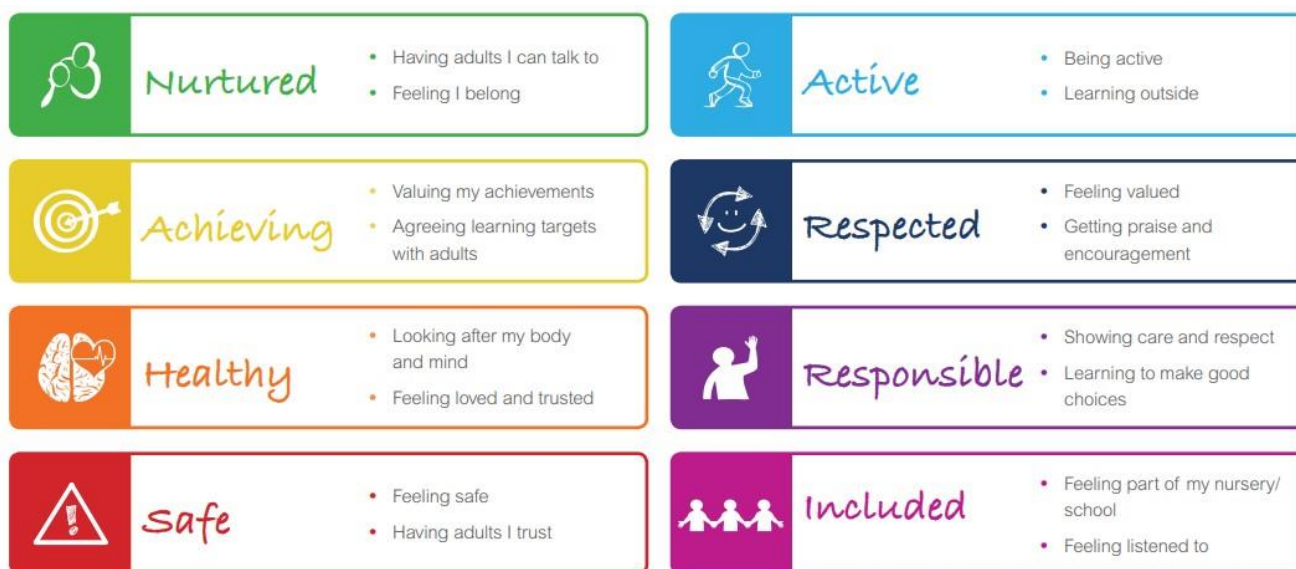 Nurtured
• Having adults I can talk to
• Feeling I belong
Active
• Being active
• Learning outside
Achieving
• Valuing my achievements
• Agreeing learning targets
with adults
Respected
• Feeling valued
• Getting praise and
encouragement
Healthy
• Looking after my body
and mind
• Feeling loved and trusted
Responsible
• Showing care and respect
• Learning to make good
choices
Safe
• Feeling safe
• Having adults I trust
Included
• Feeling part of my nursery/
school
• Feeling listened to